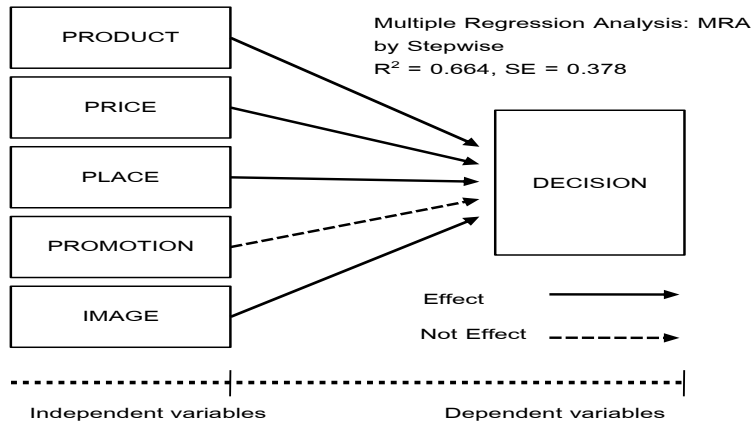 PRODUCT
PRICE
PLACE
PROMOTION
IMAGE
Multiple Regression Analysis: MRA
by Stepwise
R² = 0.664, SE = 0.378
DECISION
Effect
Not Effect
Independent variables
Dependent variables